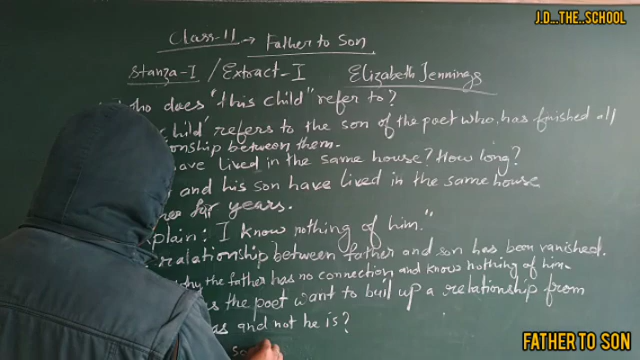 J.D...THE..SCHOOL
Class-11 → Father to Son
Stanza-I / Extract-I Elizabeth Jennings
who does "this child" refer to?
child' refers to the son of the poet who has finished all
ionship between them.
ave lived in the same house? How long?
and his son have lived in the same house
for years.
plain: I know nothing of him."
relationship between father and son has been vanished.
why the father has no connection and know nothing of him.
s the poet want to buil up a relationship from
as and not he is?
So
FATHER TO SON